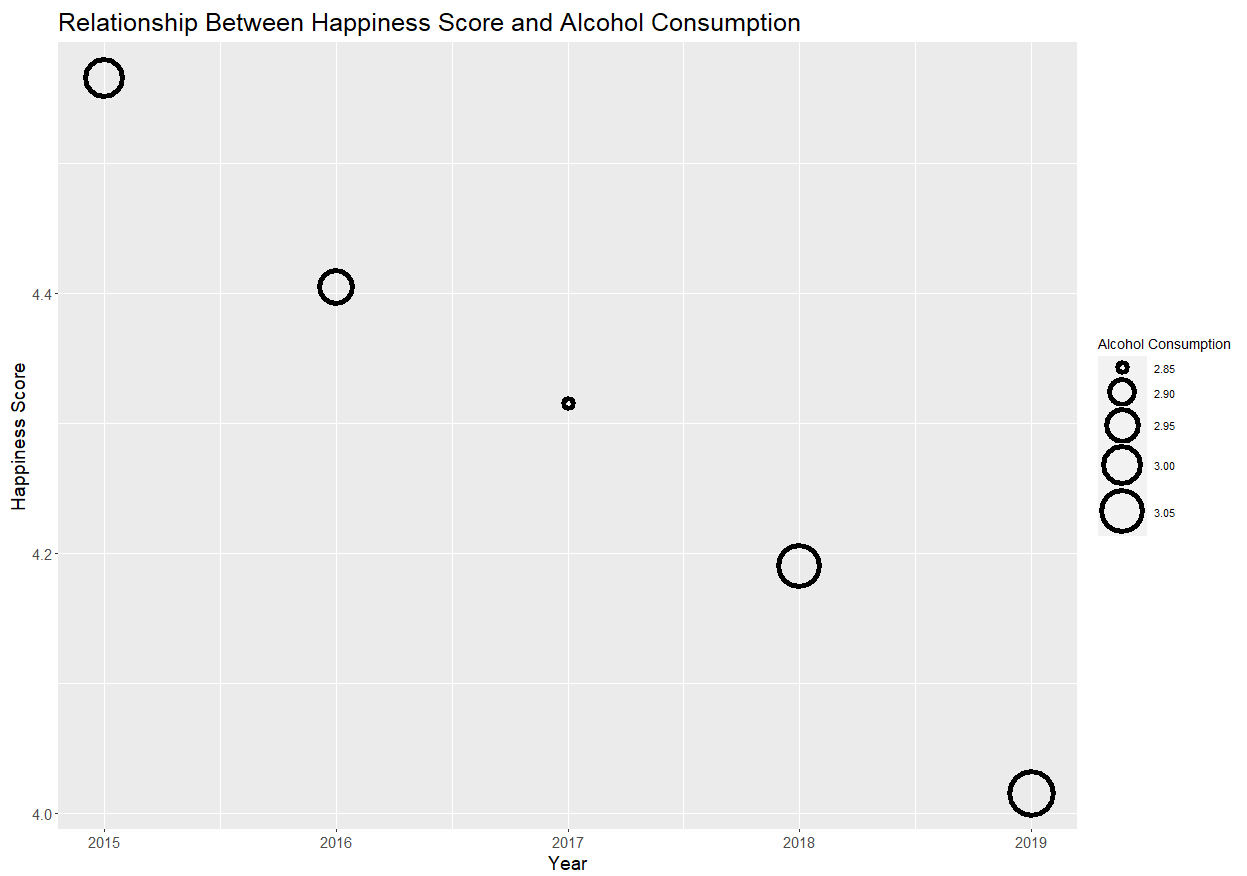 Relationship Between Happiness Score and Alcohol Consumption
Happiness Score
4.4
4.2
4.0
2015 2016 2017 2018 2019
Year
Alcohol Consumption
2.85
2.90
2.95
3.00
3.05